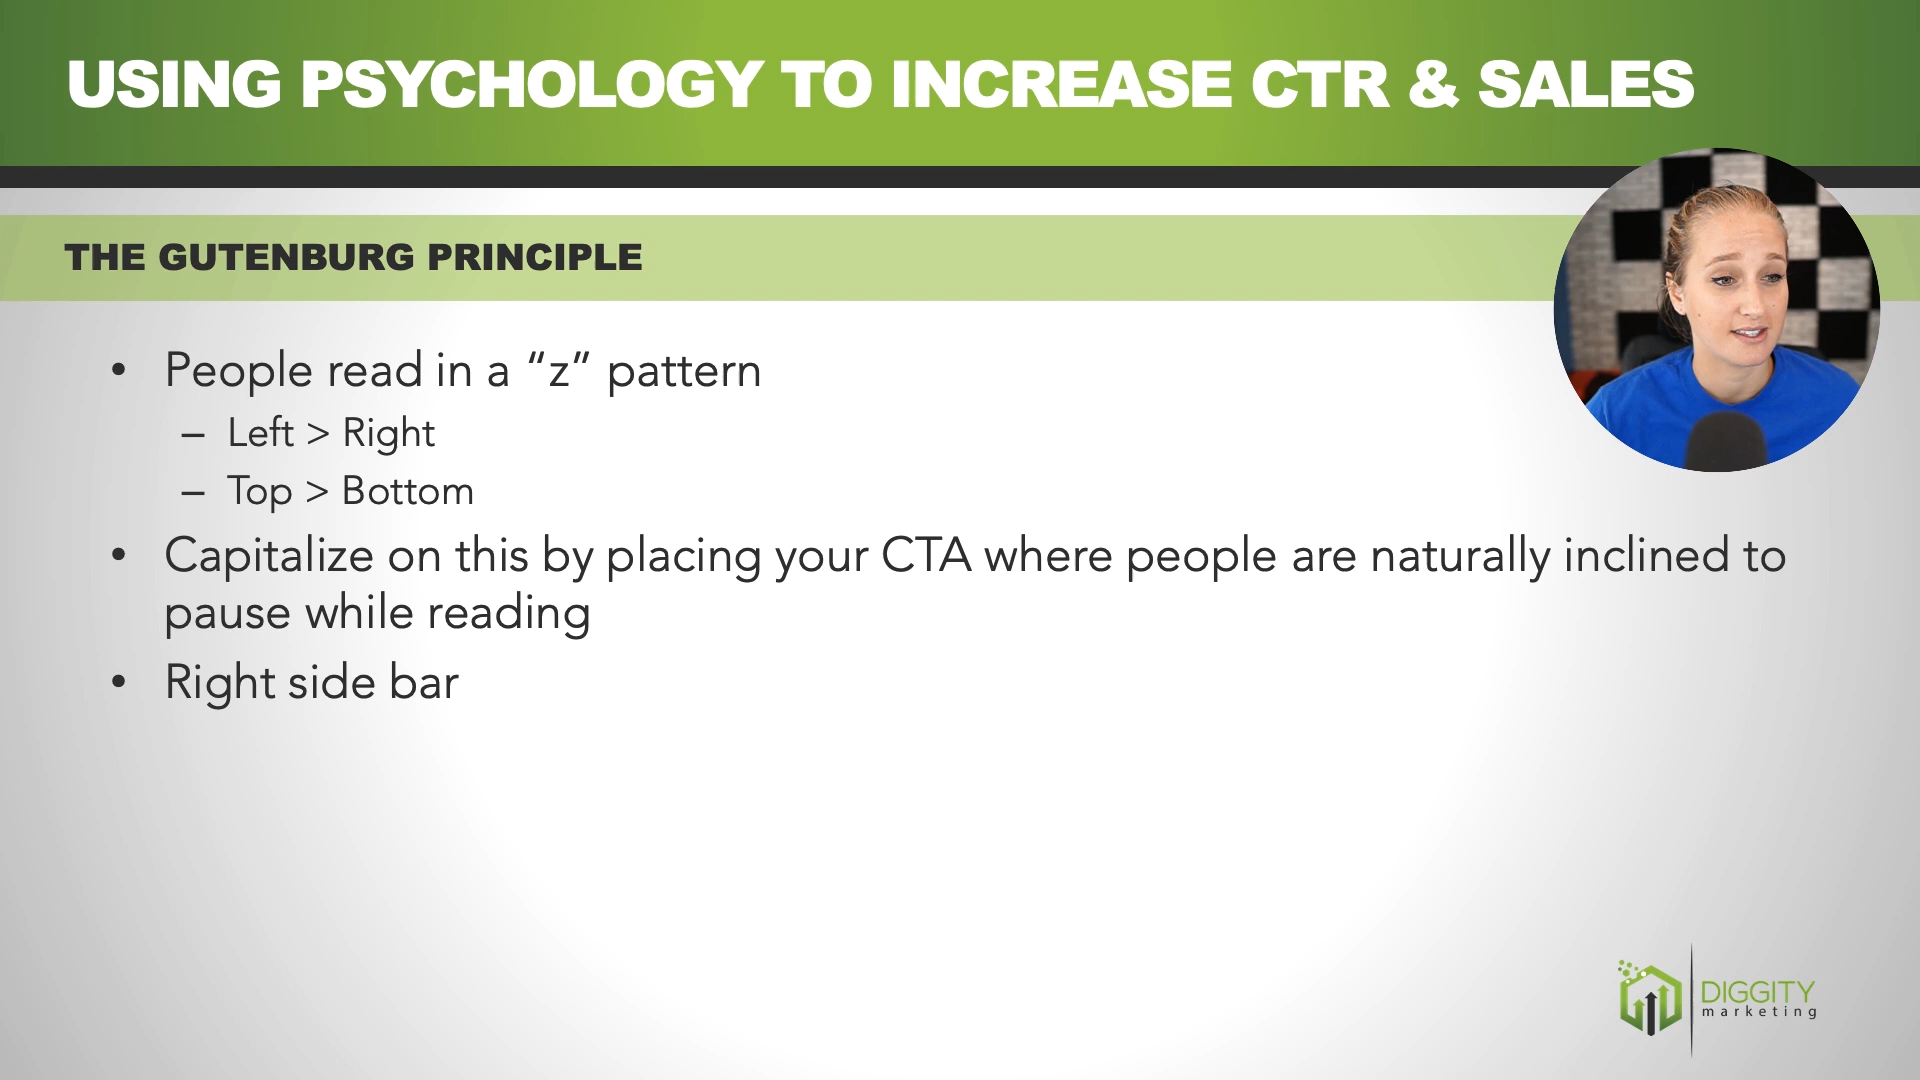 USING PSYCHOLOGY TO INCREASE CTR & SALES
THE GUTENBURG PRINCIPLE
• People read in a “z” pattern
– Left > Right
– Top > Bottom
• Capitalize on this by placing your CTA where people are naturally inclined to
pause while reading
• Right side bar
DIGGITY
marketing